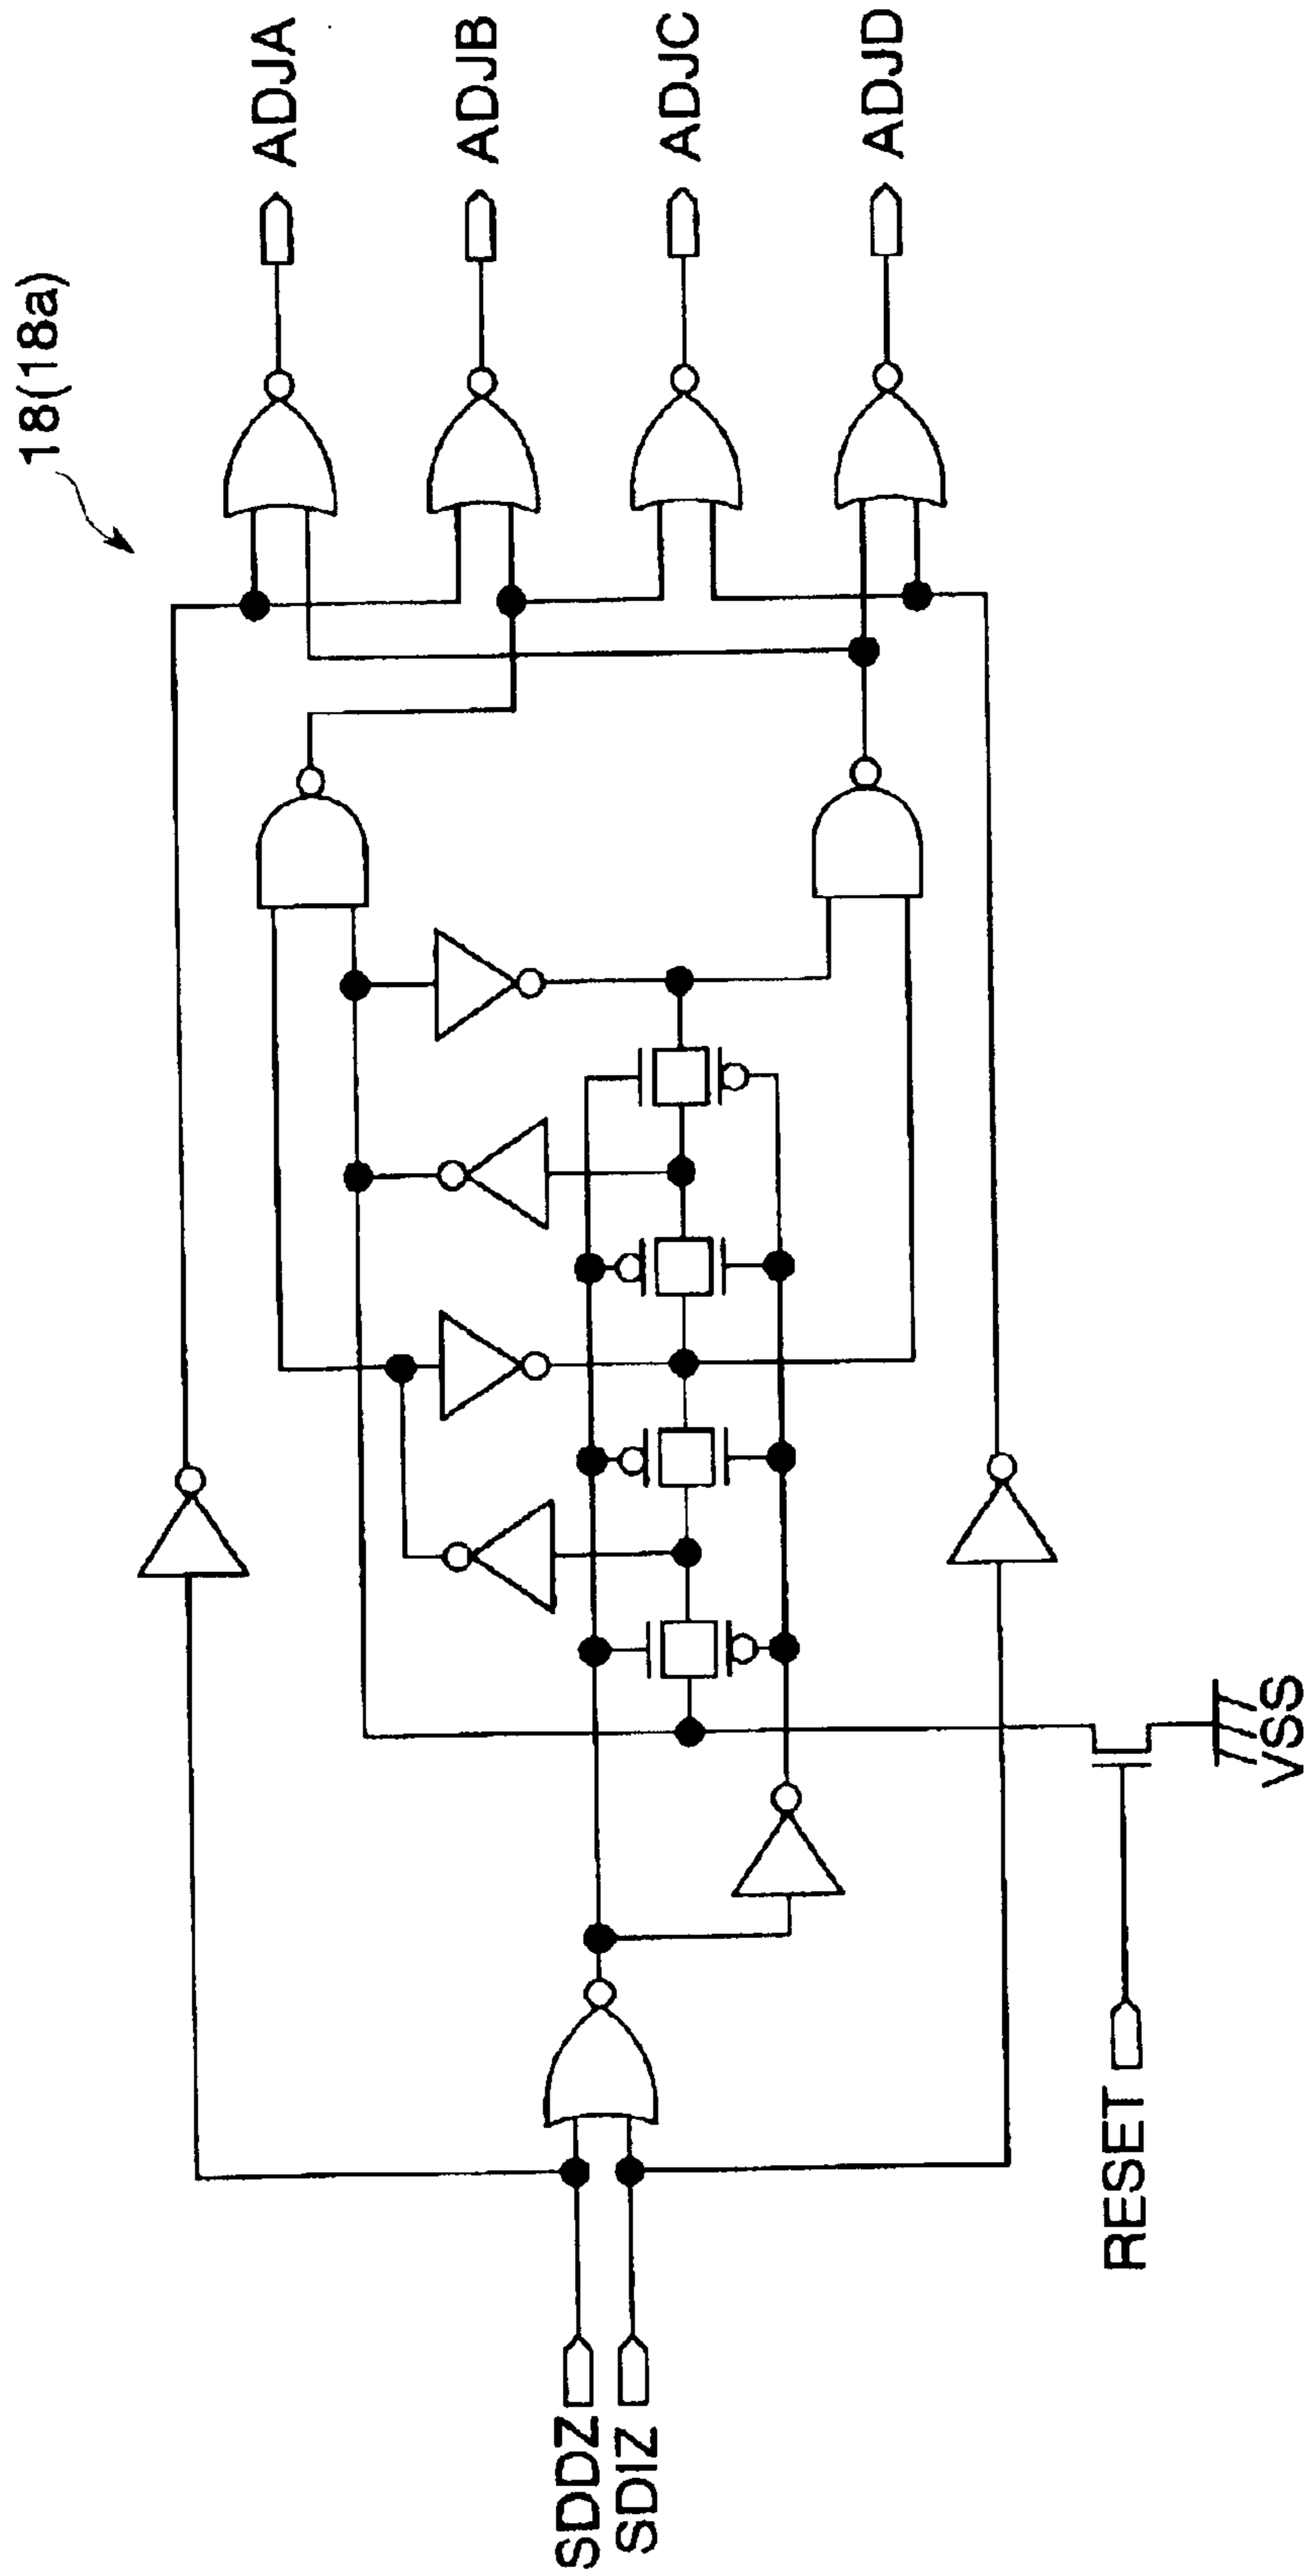 18(18a)
ADJA
ADJB
ADJC
ADJD
SDDZ
SDIZ
RESET
VSS